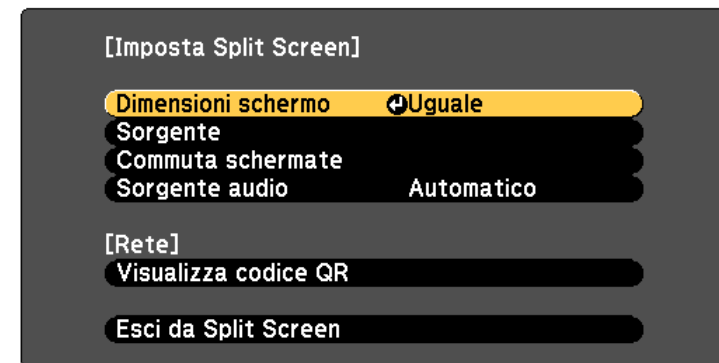 [Imposta Split Screen]
Dimensioni schermo Uguale
Sorgente
Commuta schermate
Sorgente audio Automatico
[Rete]
Visualizza codice QR
Esci da Split Screen